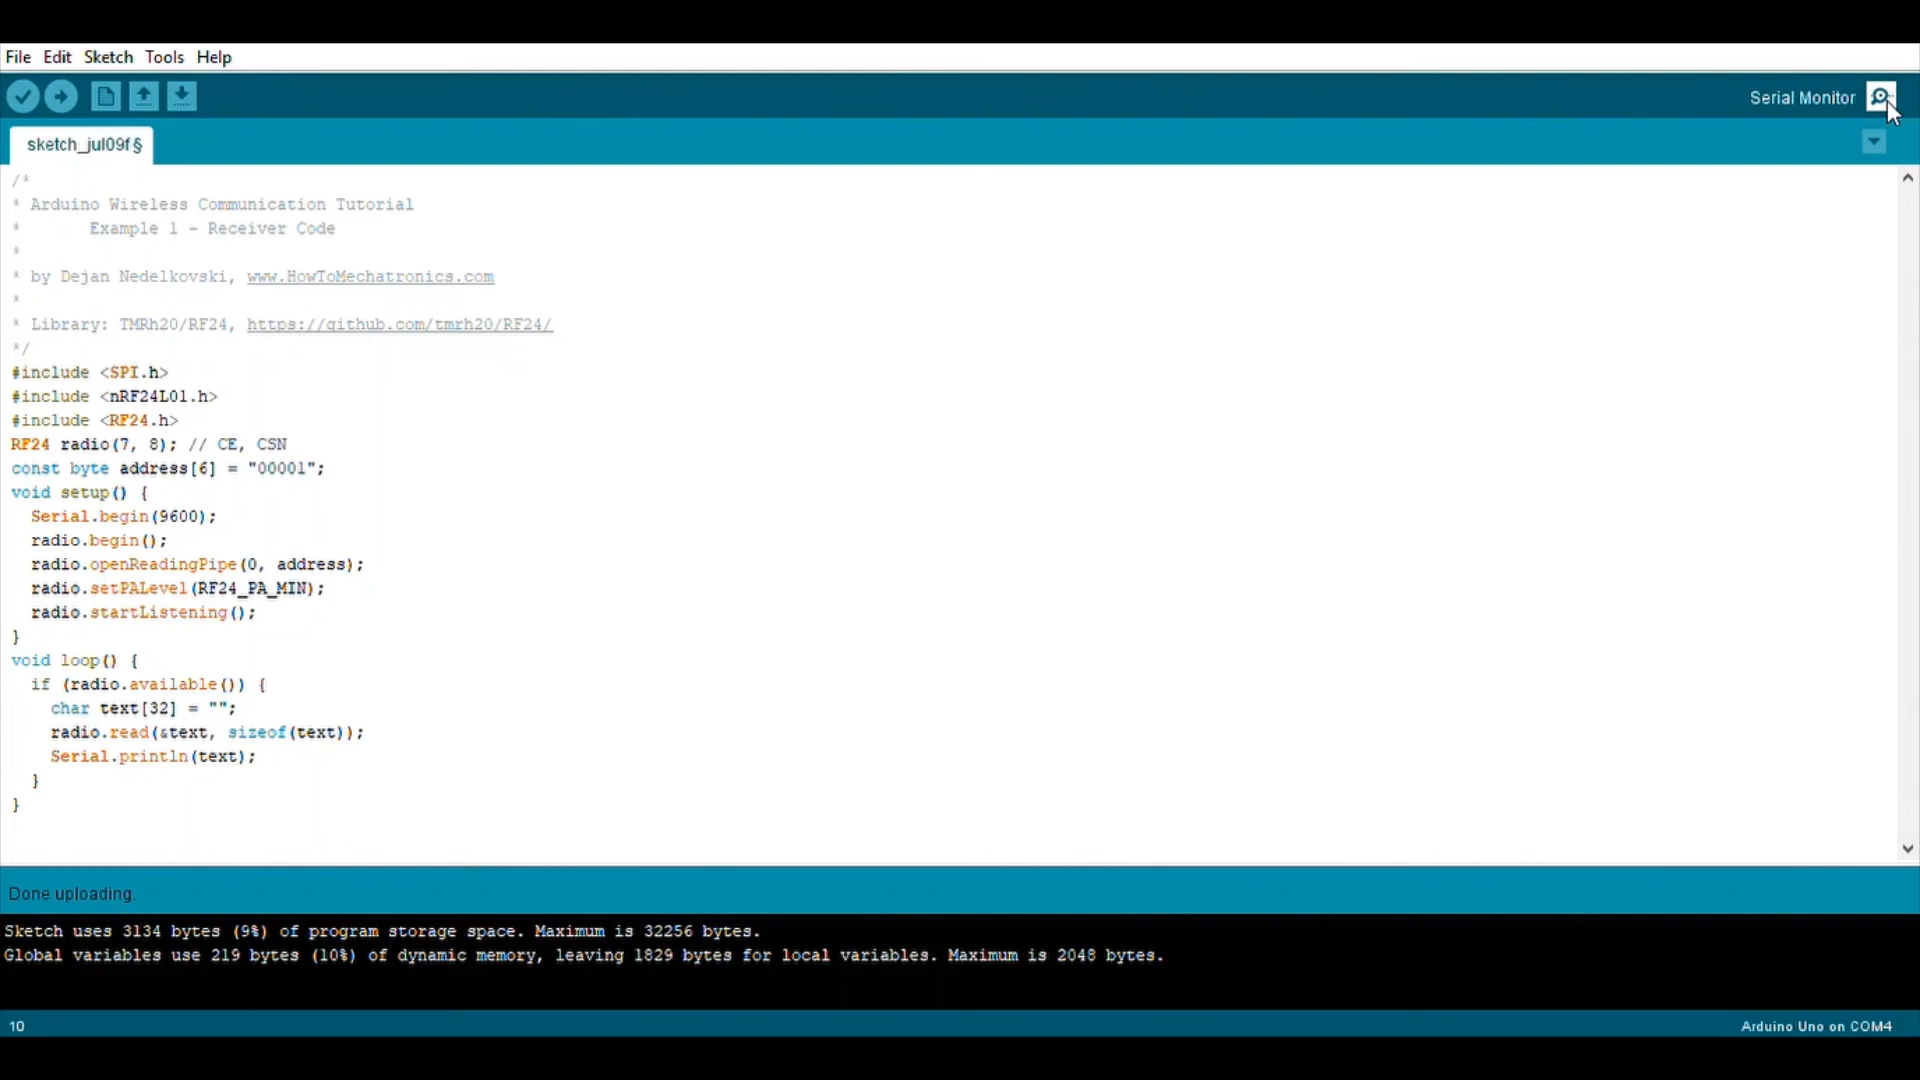 File Edit Sketch Tools Help
Serial Monitor
sketch_jul09f§
/*
* Arduino Wireless Communication Tutorial
*       Example 1 - Receiver Code
*
* by Dejan Nedelkovski, www.HowToMechatronics.com
*
* Library: TMRh20/RF24, https://github.com/tmrh20/RF24/
*/
#include <SPI.h>
#include <nRF24L01.h>
#include <RF24.h>
RF24 radio(7, 8); // CE, CSN
const byte address[6] = "00001";
void setup() {
  Serial.begin(9600);
  radio.begin();
  radio.openReadingPipe(0, address);
  radio.setPALevel(RF24_PA_MIN);
  radio.startListening();
}
void loop() {
  if (radio.available()) {
    char text[32] = "";
    radio.read(&text, sizeof(text));
    Serial.println(text);
  }
}
Done uploading.
Sketch uses 3134 bytes (9%) of program storage space. Maximum is 32256 bytes.
Global variables use 219 bytes (10%) of dynamic memory, leaving 1829 bytes for local variables. Maximum is 2048 bytes.
10
Arduino Uno on COM4